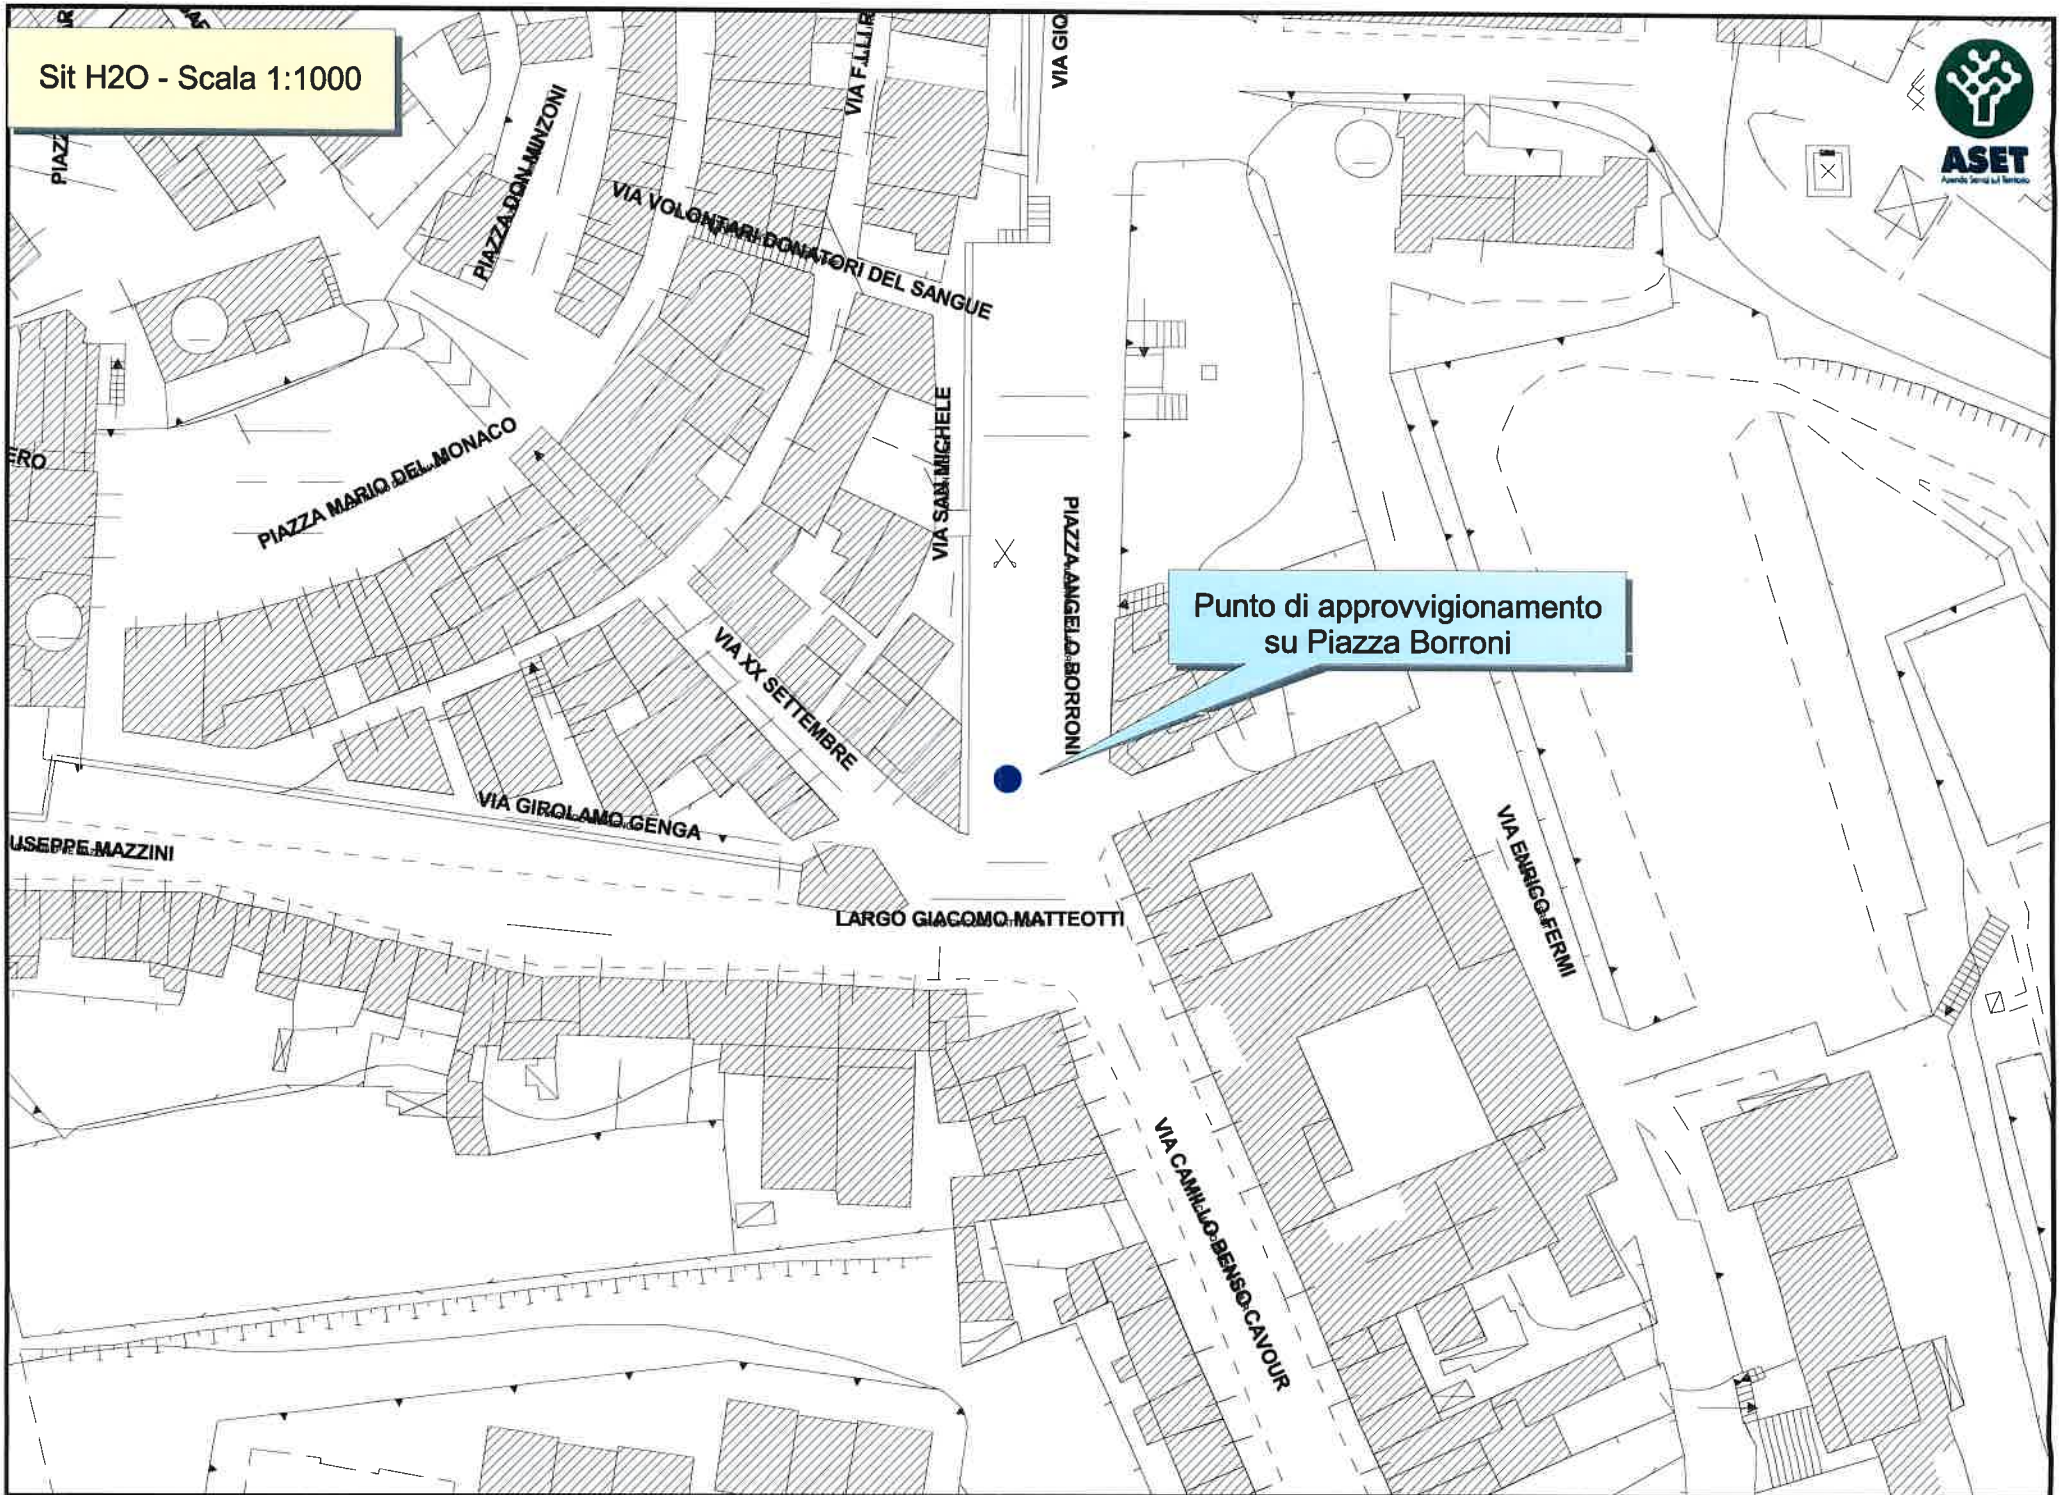 Sit H2O - Scala 1:1000
VIA F.LLI R
VIA GIO
ASET
PIAZZ
PIAZZA DON MINZONI
VIA VOLONTARI DONATORI DEL SANGUE
ERO
PIAZZA MARIO DEL MONACO
VIA SAN MICHELE
PIAZZA ANGELO BORRONI
Punto di approvvigionamento
su Piazza Borroni
VIA XX SETTEMBRE
VIA GIROLAMO GENGA
USEPPE MAZZINI
VIA ENRICO FERMI
LARGO GIACOMO MATTEOTTI
VIA CAMILLO BENSO CAVOUR